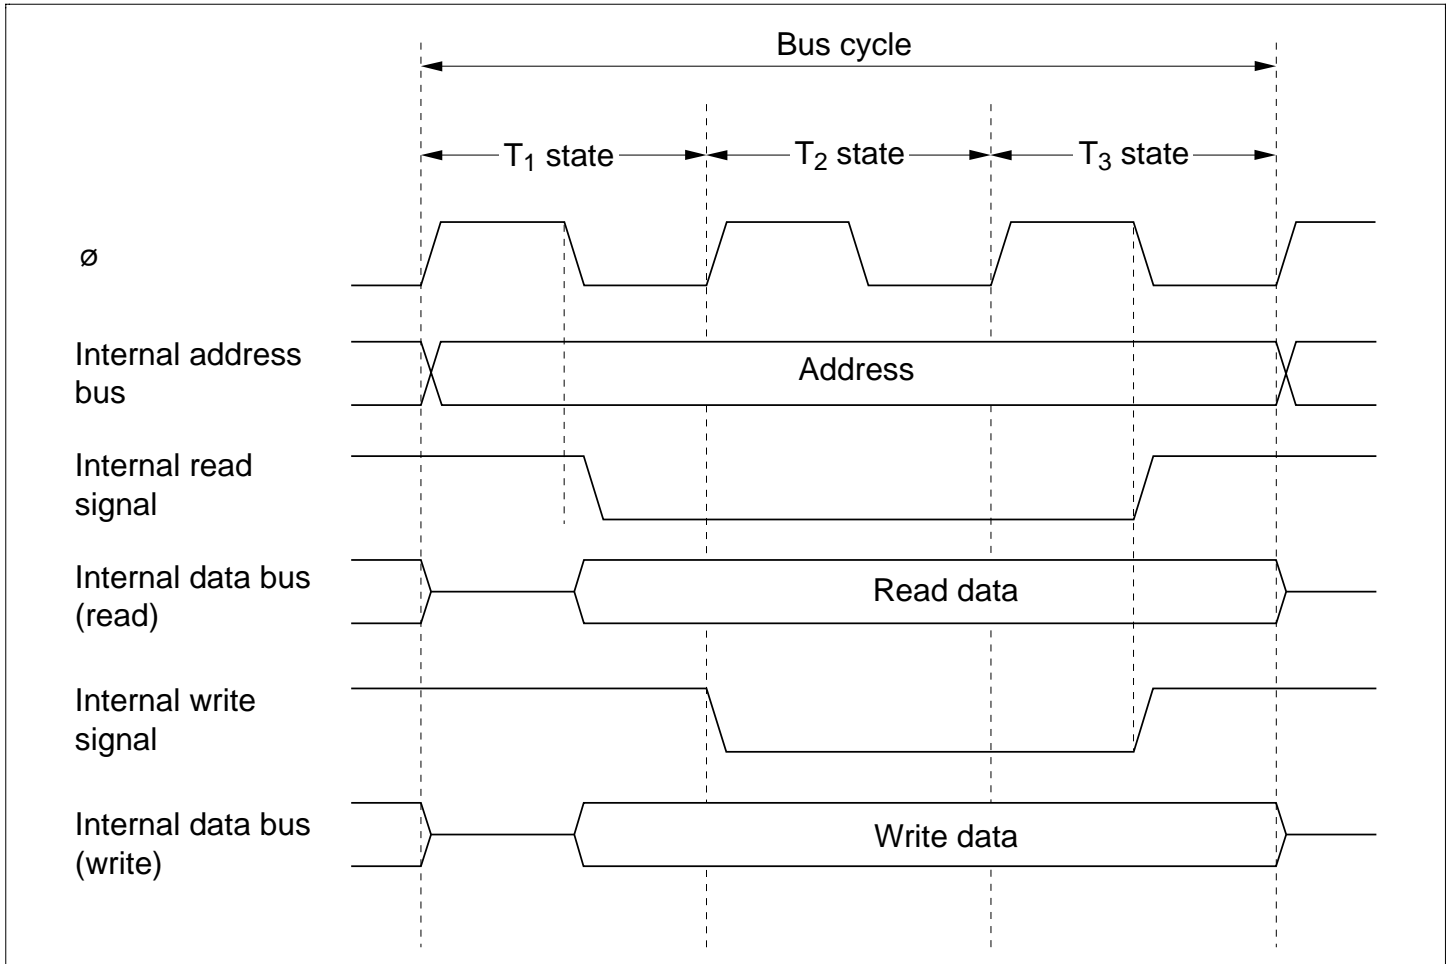 Bus cycle
T1 state
T2 state
T3 state
ø
Internal address
bus
Address
Internal read
signal
Internal data bus
(read)
Read data
Internal write
signal
Internal data bus
(write)
Write data